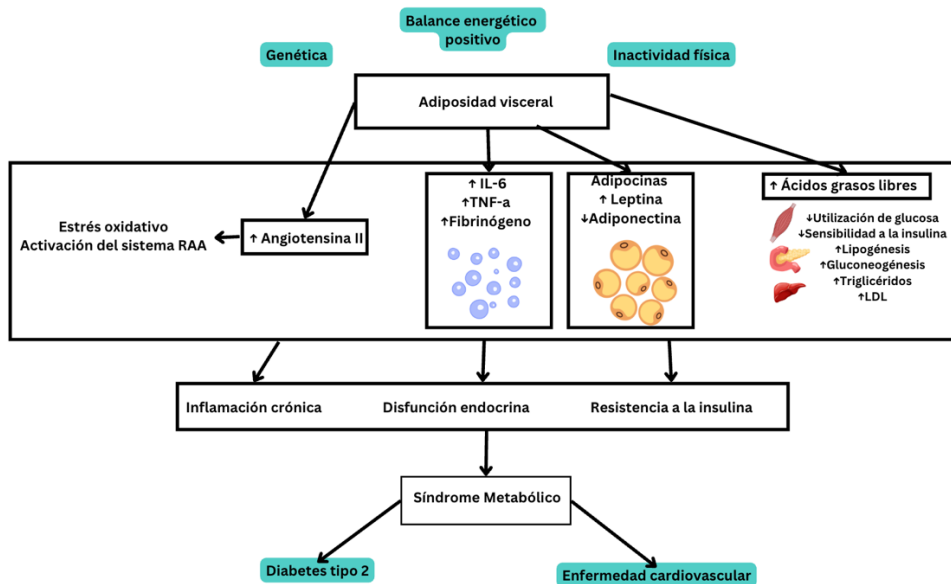 Balance energético
positivo
Genética
Inactividad física
Adiposidad visceral
Estrés oxidativo
Activación del sistema RAA
↑ Angiotensina II
↑ IL-6
↑TNF-a
↑Fibrinógeno
Adipocinas
↑ Leptina
↓Adiponectina
↑ Ácidos grasos libres
↓Utilización de glucosa
↓Sensibilidad a la insulina
↑Lipogénesis
↑Gluconeogénesis
↑Triglicéridos
↑LDL
Inflamación crónica
Disfunción endocrina
Resistencia a la insulina
Síndrome Metabólico
Diabetes tipo 2
Enfermedad cardiovascular